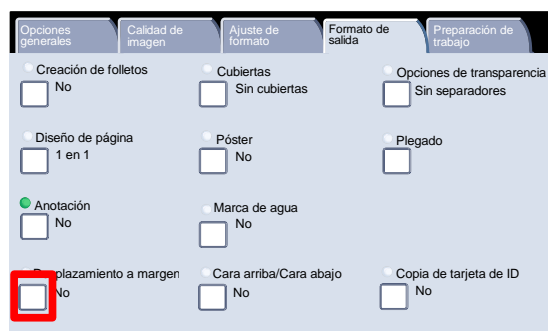 Opciones generales
Calidad de imagen
Ajuste de formato
Formato de salida
Preparación de trabajo
Creación de folletos
No
Cubiertas
Sin cubiertas
Opciones de transparencia
Sin separadores
Diseño de página
1 en 1
Póster
No
Plegado
Anotación
No
Marca de agua
No
Desplazamiento a margen
No
Cara arriba/Cara abajo
No
Copia de tarjeta de ID
No